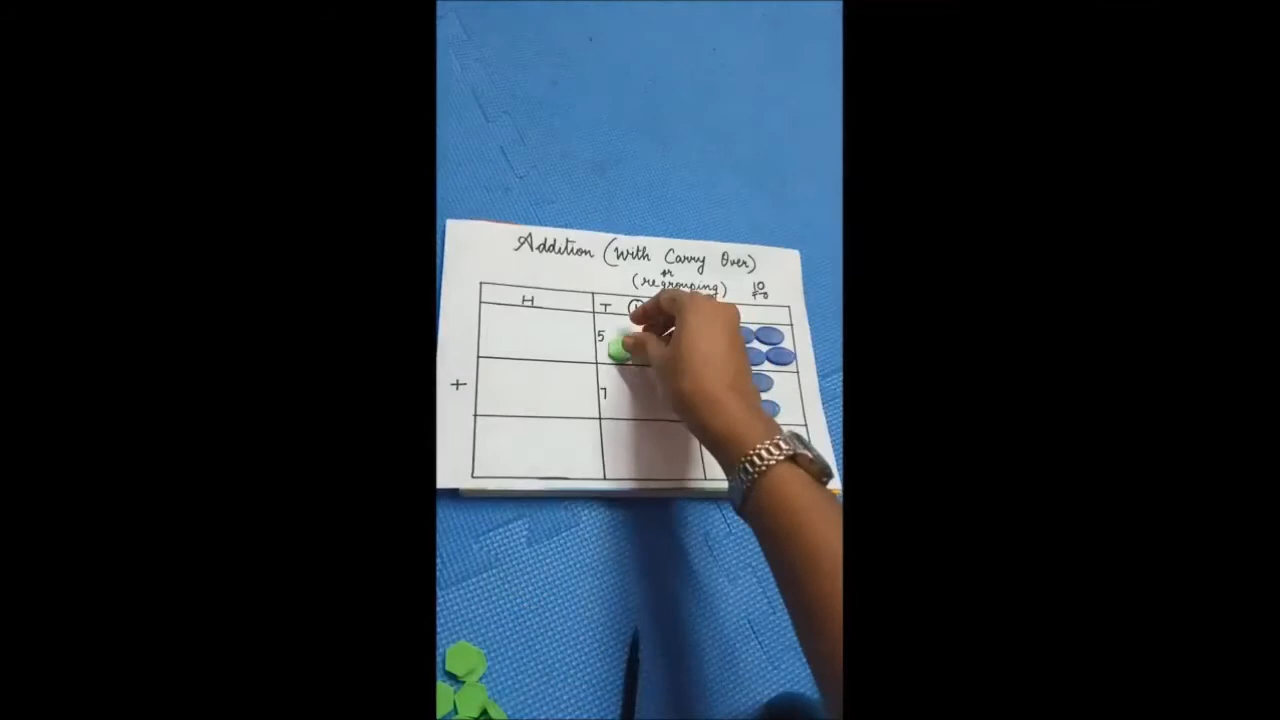 Addition (With Carry Over)
or
(regrouping)
10
H T
5
+ 7